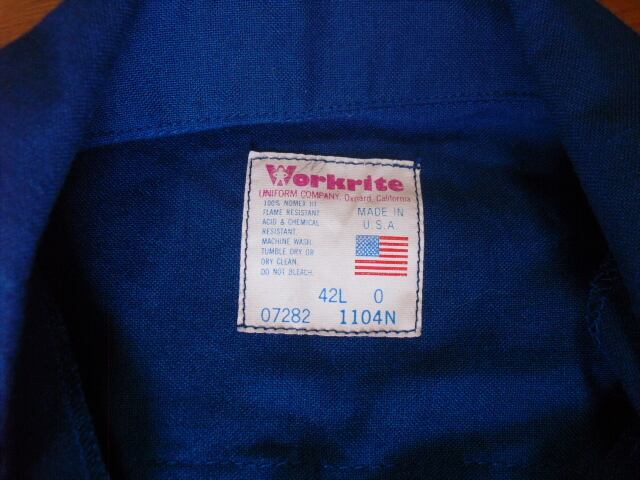 Workrite
UNIFORM COMPANY, Oxnard, California
100% NOMEX III
FLAME RESISTANT
ACID & CHEMICAL
RESISTANT.
MACHINE WASH.
TUMBLE DRY OR
DRY CLEAN.
DO NOT BLEACH.
MADE IN
U.S.A.
42L 0
07282 1104N